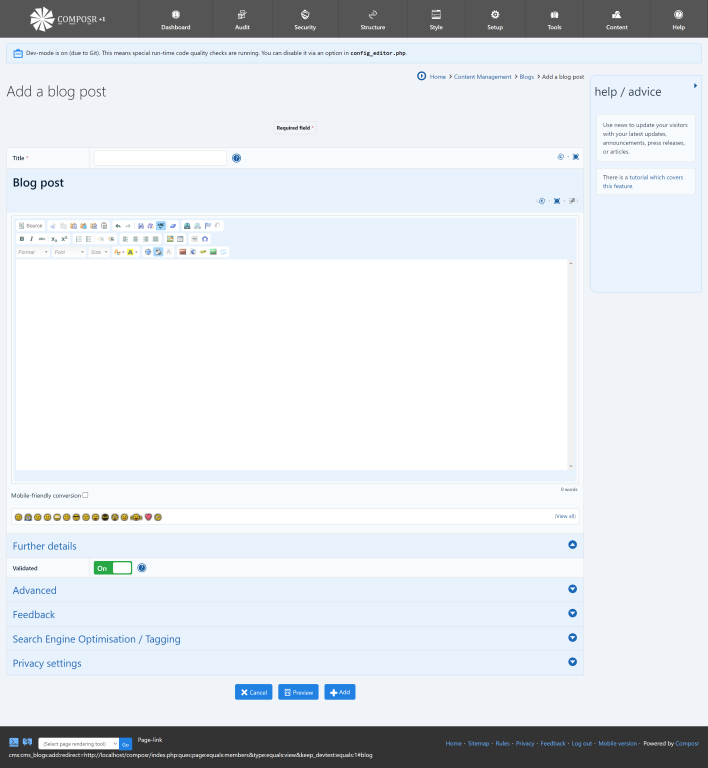 COMPOSR +1
Dashboard
Audit
Security
Structure
Style
Setup
Tools
Content
Help
Dev-mode is on (due to Git). This means special run-time code quality checks are running. You can disable it via an option in config_editor.php.
Home > Content Management > Blogs > Add a blog post
Add a blog post
help / advice
Use news to update your visitors
with your latest updates,
announcements, press releases,
or articles.
There is a tutorial which covers
this feature.
Required field *
Title *
Blog post
Source
Format
Font
Size
0 words
Mobile-friendly conversion
(View all)
Further details
Validated
On
Advanced
Feedback
Search Engine Optimisation / Tagging
Privacy settings
Cancel
Preview
Add
(Select page rendering tool)
Go
Page-link
Home - Sitemap - Rules - Privacy - Feedback - Log out - Mobile version - Powered by Composr
cms:cms_blogs:add:redirect=http://localhost/composr/index.php:ques:page:equals:members&type:equals:view&keep_devtest:equals:1#blog